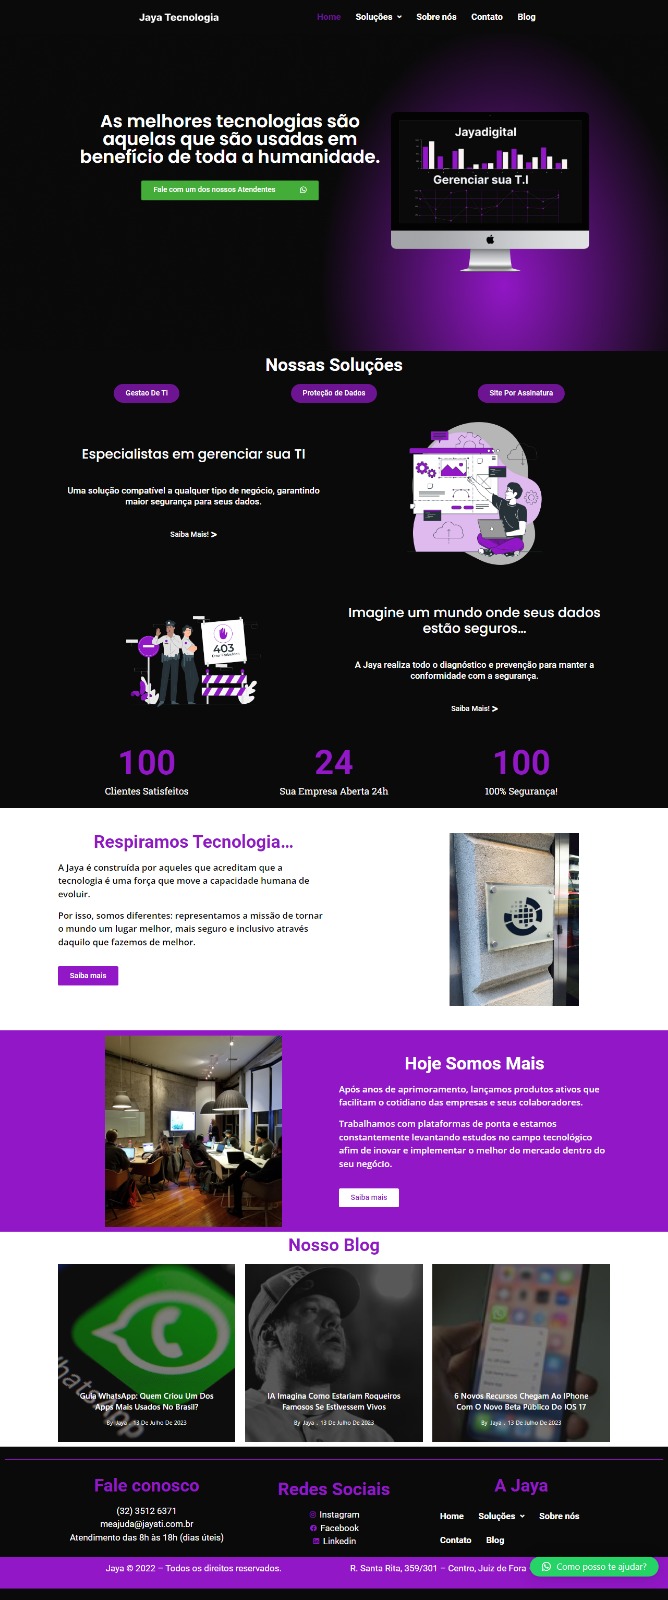 Jaya Tecnologia
Home Soluções Sobre nós Contato Blog
As melhores tecnologias são
aquelas que são usadas em
benefício de toda a humanidade.
Fale com um dos nossos Atendentes
Jayadigital
Gerenciar sua T.I
Nossas Soluções
Gestao De TI
Proteção de Dados
Site Por Assinatura
Especialistas em gerenciar sua TI
Uma solução compatível a qualquer tipo de negócio, garantindo
maior segurança para seus dados.
Saiba Mais! >
403
Imagine um mundo onde seus dados
estão seguros...
A Jaya realiza todo o diagnóstico e prevenção para manter a
conformidade com a segurança.
Saiba Mais! >
100
Clientes Satisfeitos
24
Sua Empresa Aberta 24h
100
100% Segurança!
Respiramos Tecnologia...
A Jaya é construída por aqueles que acreditam que a
tecnologia é uma força que move a capacidade humana de
evoluir.
Por isso, somos diferentes: representamos a missão de tornar
o mundo um lugar melhor, mais seguro e inclusivo através
daquilo que fazemos de melhor.
Saiba mais
Hoje Somos Mais
Após anos de aprimoramento, lançamos produtos ativos que
facilitam o cotidiano das empresas e seus colaboradores.
Trabalhamos com plataformas de ponta e estamos
constantemente levantando estudos no campo tecnológico
afim de inovar e implementar o melhor do mercado dentro do
seu negócio.
Saiba mais
Nosso Blog
WhatsApp
Guia WhatsApp: Quem Criou Um Dos
Apps Mais Usados No Brasil?
By Jaya . 13 De Julho De 2023
IA Imagina Como Estariam Roqueiros
Famosos Se Estivessem Vivos
By Jaya . 13 De Julho De 2023
6 Novos Recursos Chegam Ao IPhone
Com O Novo Beta Público Do IOS 17
By Jaya . 13 De Julho De 2023
Fale conosco
(32) 3512 6371
meajuda@jayati.com.br
Atendimento das 8h às 18h (dias úteis)
Redes Sociais
Instagram
Facebook
Linkedin
A Jaya
Home Soluções Sobre nós
Contato Blog
Jaya © 2022 – Todos os direitos reservados.
R. Santa Rita, 359/301 – Centro, Juiz de Fora
Como posso te ajudar?